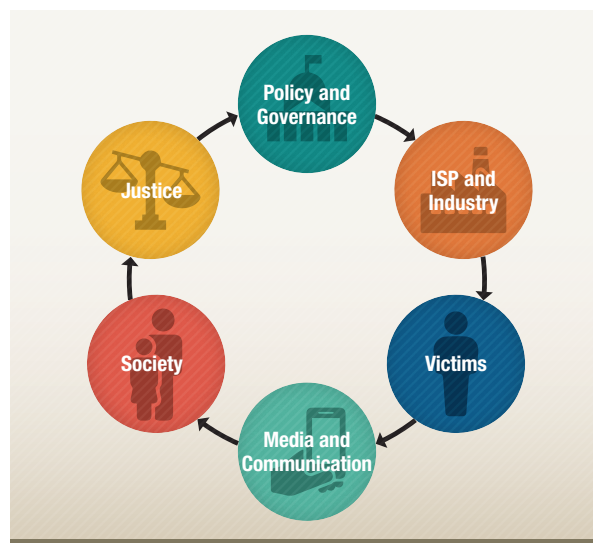 Policy and
Governance
ISP and
Industry
Victims
Media and
Communication
Society
Justice